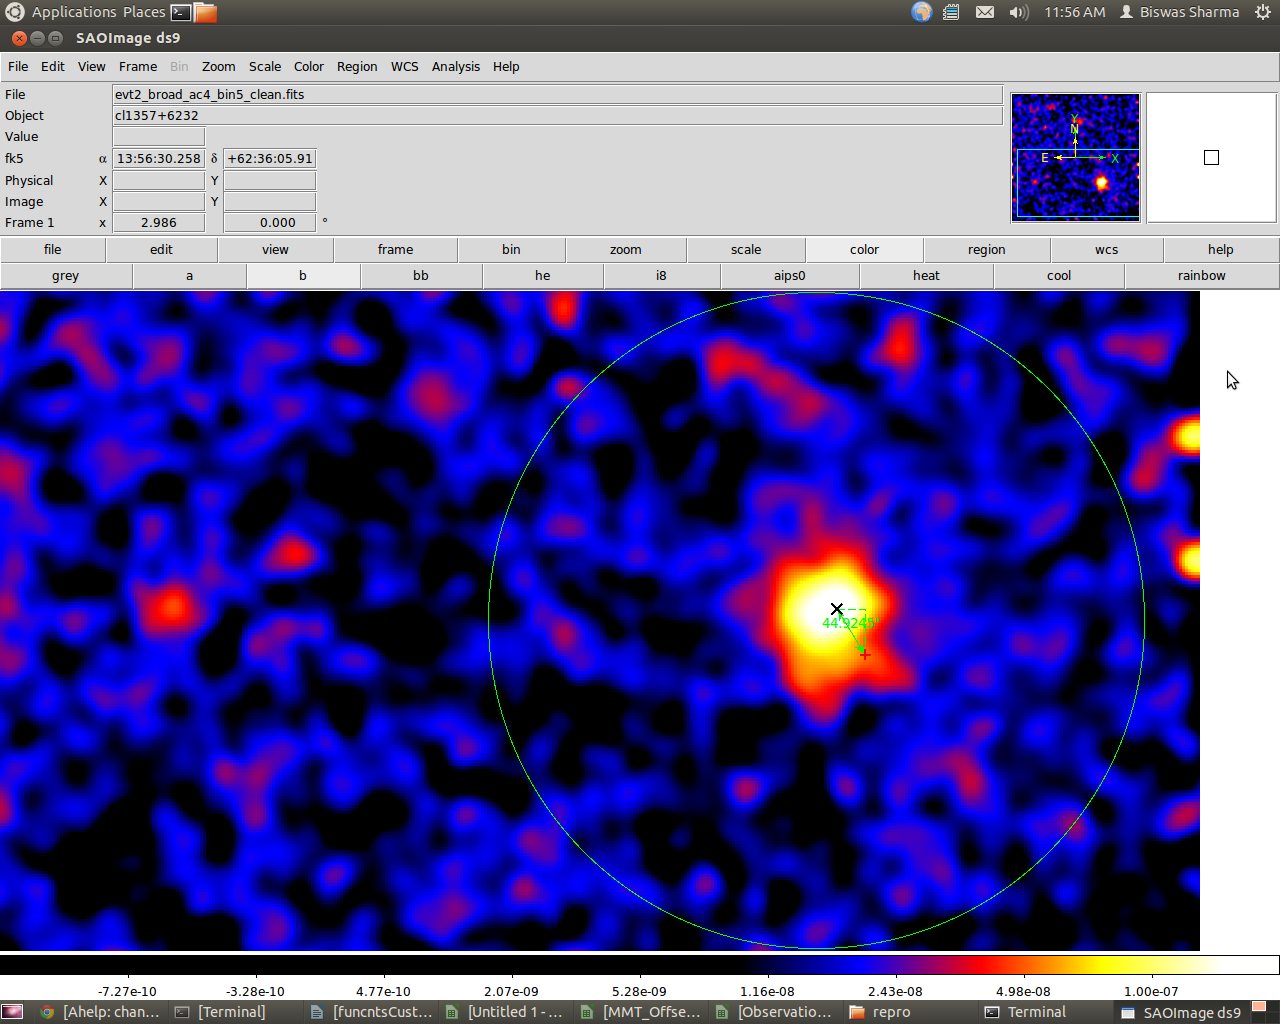 Applications Places 11:56 AM Biswas Sharma
SAOImage ds9
File Edit View Frame Bin Zoom Scale Color Region WCS Analysis Help
File evt2_broad_ac4_bin5_clean.fits
Object cl1357+6232
Value
fk5 α 13:56:30.258 δ +62:36:05.91
Physical X Y
Image X Y
Frame 1 x 2.986 0.000 °
Y
N
E X
file edit view frame bin zoom scale color region wcs help
grey a b bb he i8 aips0 heat cool rainbow
44.9245"
-7.27e-10 -3.28e-10 4.77e-10 2.07e-09 5.28e-09 1.16e-08 2.43e-08 4.98e-08 1.00e-07
[Ahelp: chan... [Terminal] [FuncntsCust... [Untitled 1 - ... [MMT_Offse... [Observatio... repro Terminal SAOImage ds9